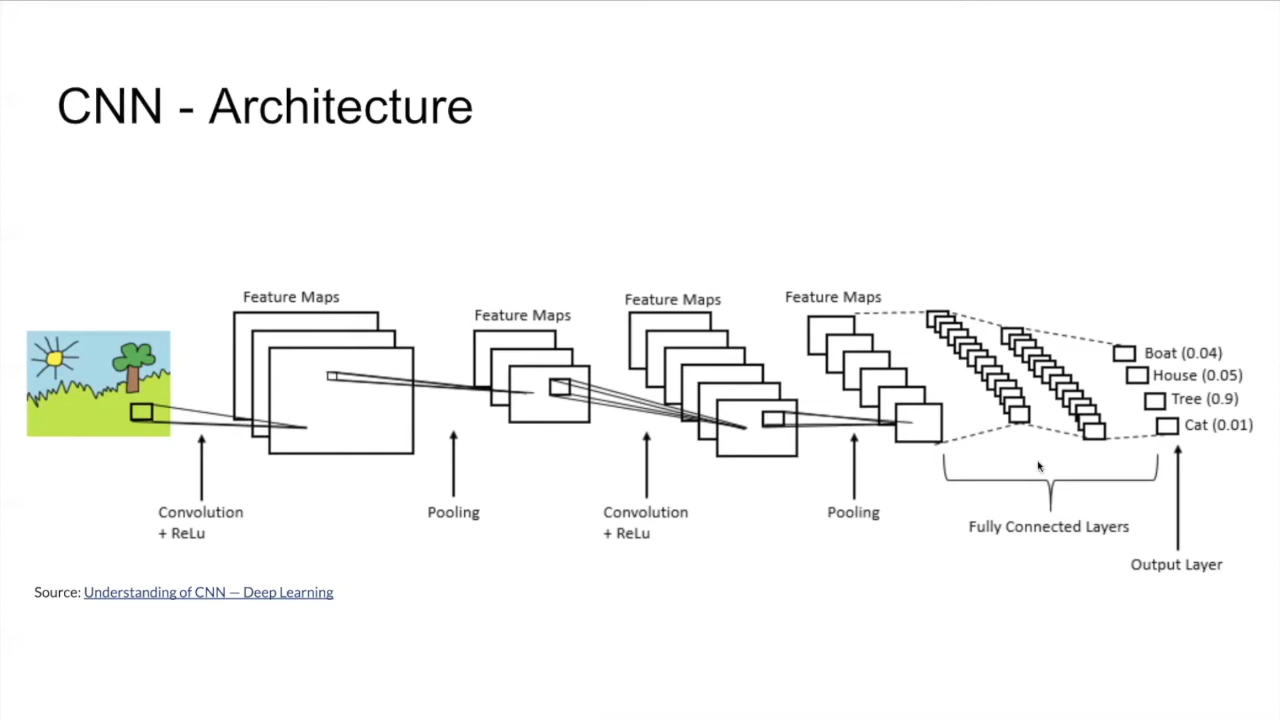 CNN - Architecture
Feature Maps
Feature Maps
Feature Maps
Feature Maps
Boat (0.04)
House (0.05)
Tree (0.9)
Cat (0.01)
Convolution
+ ReLu
Pooling
Convolution
+ ReLu
Pooling
Fully Connected Layers
Output Layer
Source: Understanding of CNN — Deep Learning